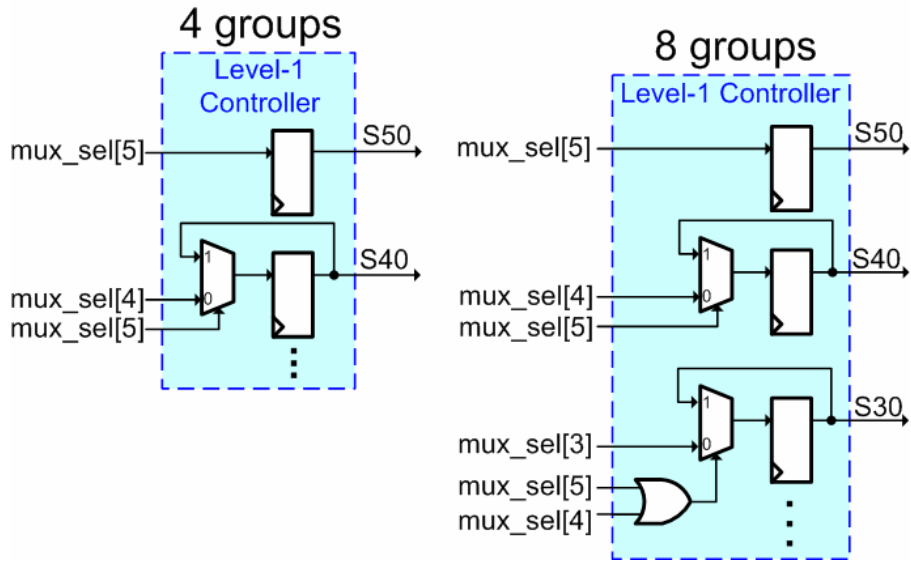 4 groups
Level-1
Controller
mux_sel[5]
S50
1
0
S40
mux_sel[4]
mux_sel[5]
8 groups
Level-1 Controller
mux_sel[5]
S50
1
0
S40
mux_sel[4]
mux_sel[5]
1
0
S30
mux_sel[3]
mux_sel[5]
mux_sel[4]